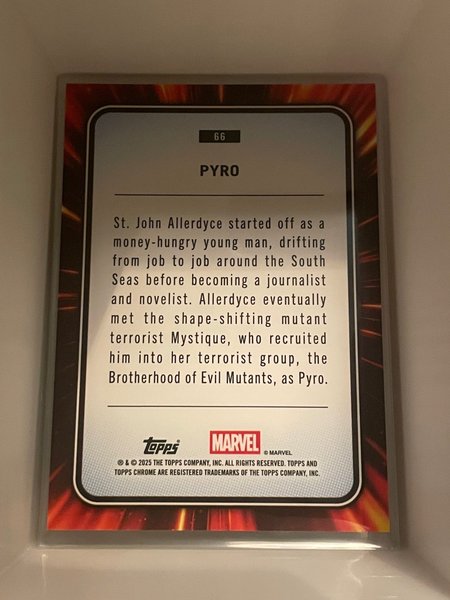 66
PYRO
St. John Allerdyce started off as a
money-hungry young man, drifting
from job to job around the South
Seas before becoming a journalist
and novelist. Allerdyce eventually
met the shape-shifting mutant
terrorist Mystique, who recruited
him into her terrorist group, the
Brotherhood of Evil Mutants, as Pyro.
topps MARVEL © MARVEL
® & © 2025 THE TOPPS COMPANY, INC. ALL RIGHTS RESERVED. TOPPS AND
TOPPS CHROME ARE REGISTERED TRADEMARKS OF THE TOPPS COMPANY, INC.